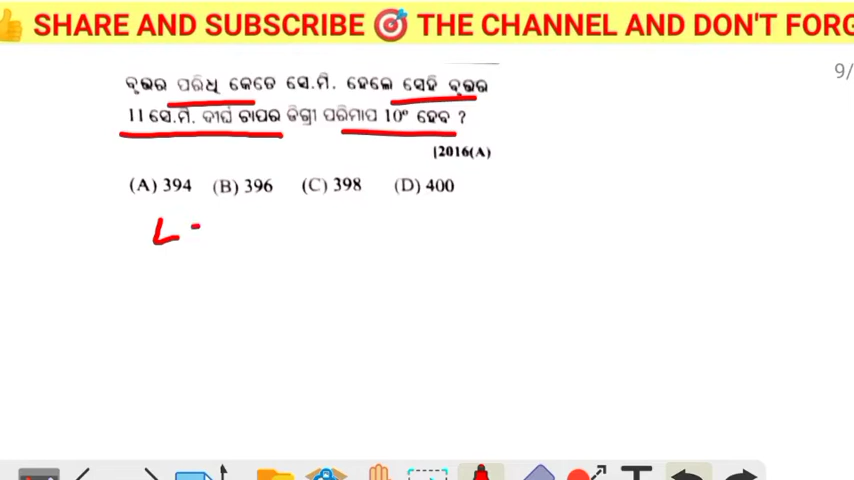 👍 SHARE AND SUBSCRIBE 🎯 THE CHANNEL AND DON'T FORG
9/
ବୃତ୍ତର ପରିଧି କେତେ ସେ.ମି. ହେଲେ ସେହି ବୃତ୍ତର
11 ସେ.ମି. ଦୀର୍ଘ ଚାପର ଡିଗ୍ରୀ ପରିମାପ 10° ହେବ ?
[2016(A)
(A) 394 (B) 396 (C) 398 (D) 400
L -